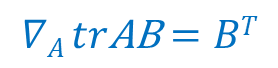 ∇_A trAB = B^T